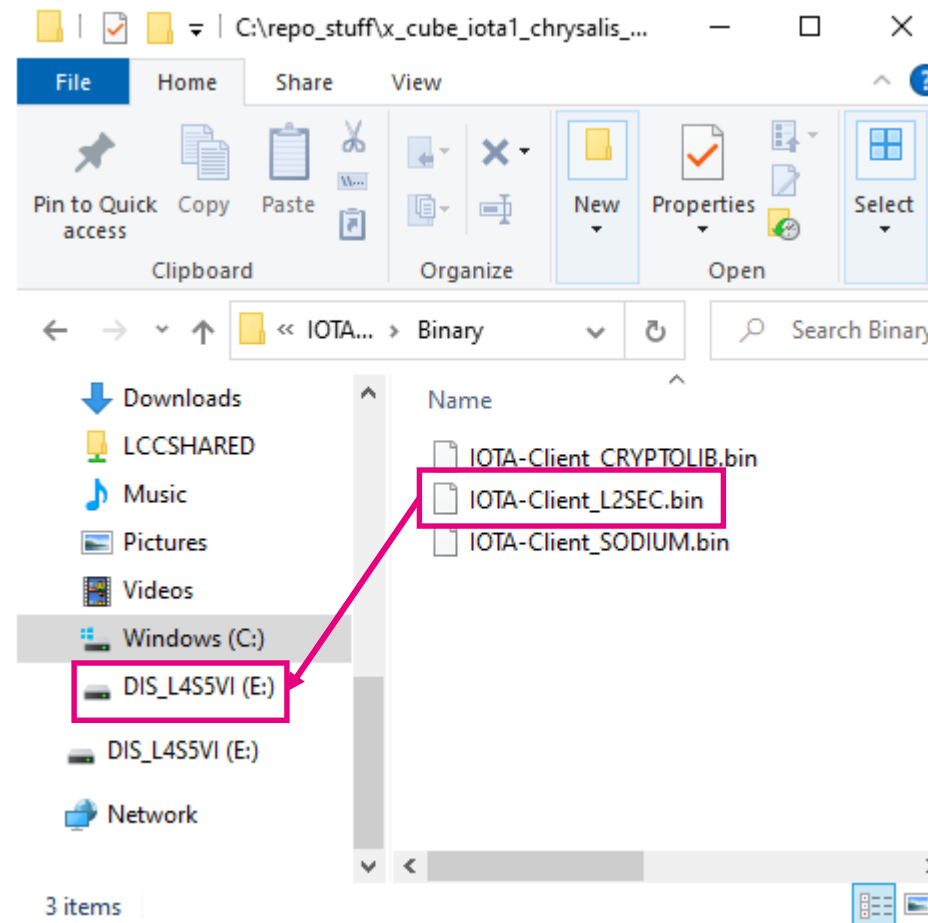 C:\repo_stuff\x_cube_iota1_chrysalis_...
File Home Share View
Pin to Quick access
Copy
Paste
New
Properties
Select
Clipboard
Organize
Open
« IOTA... > Binary
Search Binary
Downloads
LCCSHARED
Music
Pictures
Videos
Windows (C:)
DIS_L4S5VI (E:)
DIS_L4S5VI (E:)
Network
Name
IOTA-Client_CRYPTOLIB.bin
IOTA-Client_L2SEC.bin
IOTA-Client_SODIUM.bin
3 items